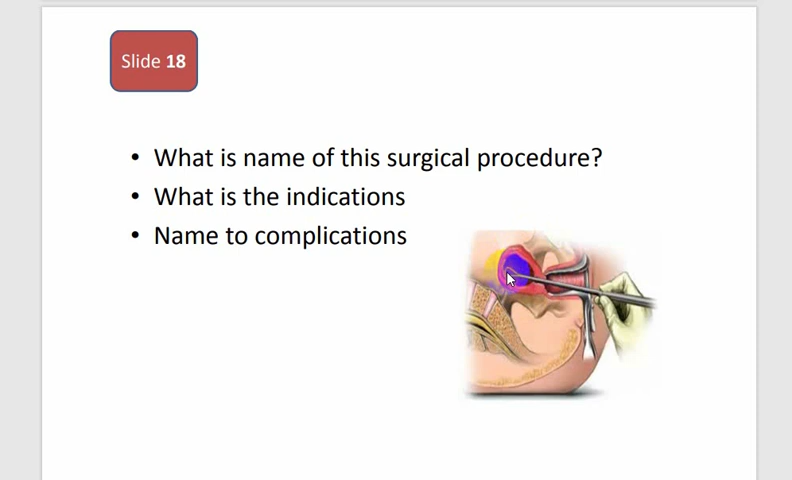 Slide 18
• What is name of this surgical procedure?
• What is the indications
• Name to complications